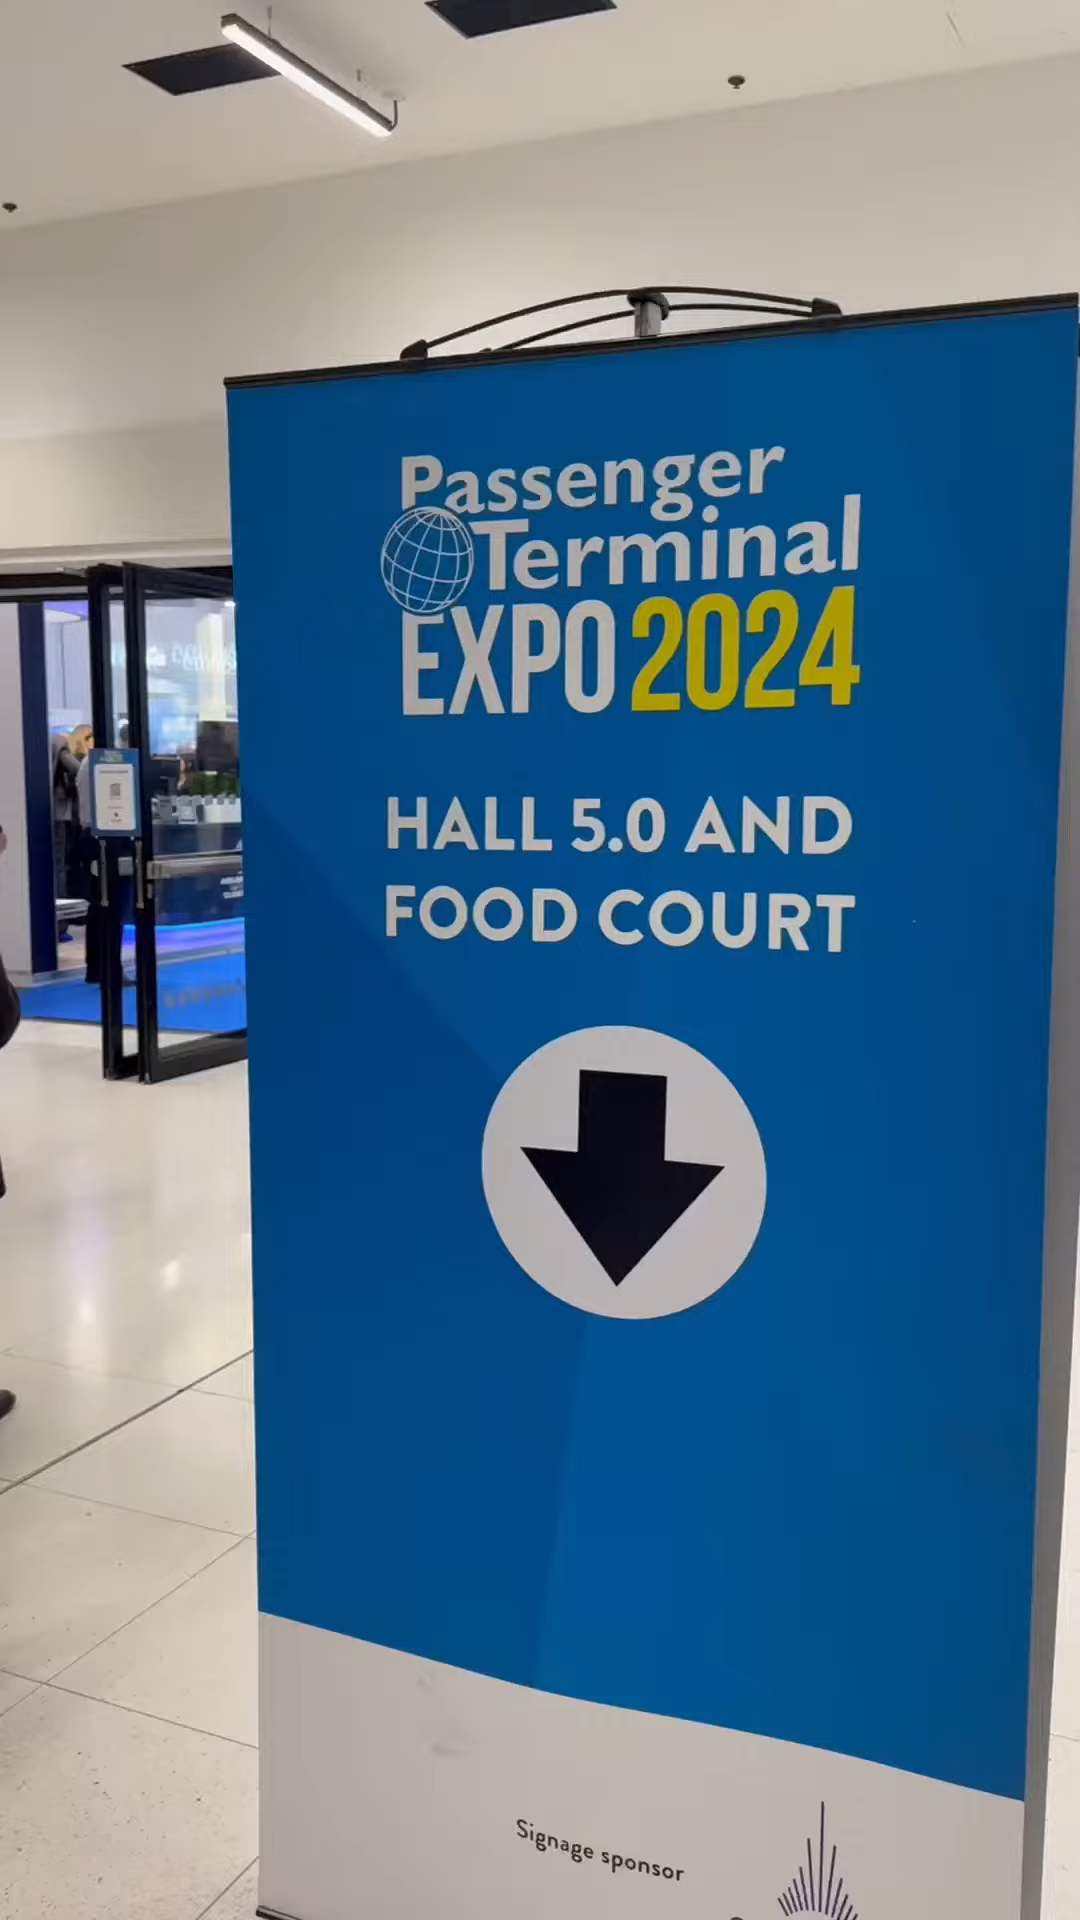 Passenger
Terminal
EXPO 2024
HALL 5.0 AND
FOOD COURT
Signage sponsor